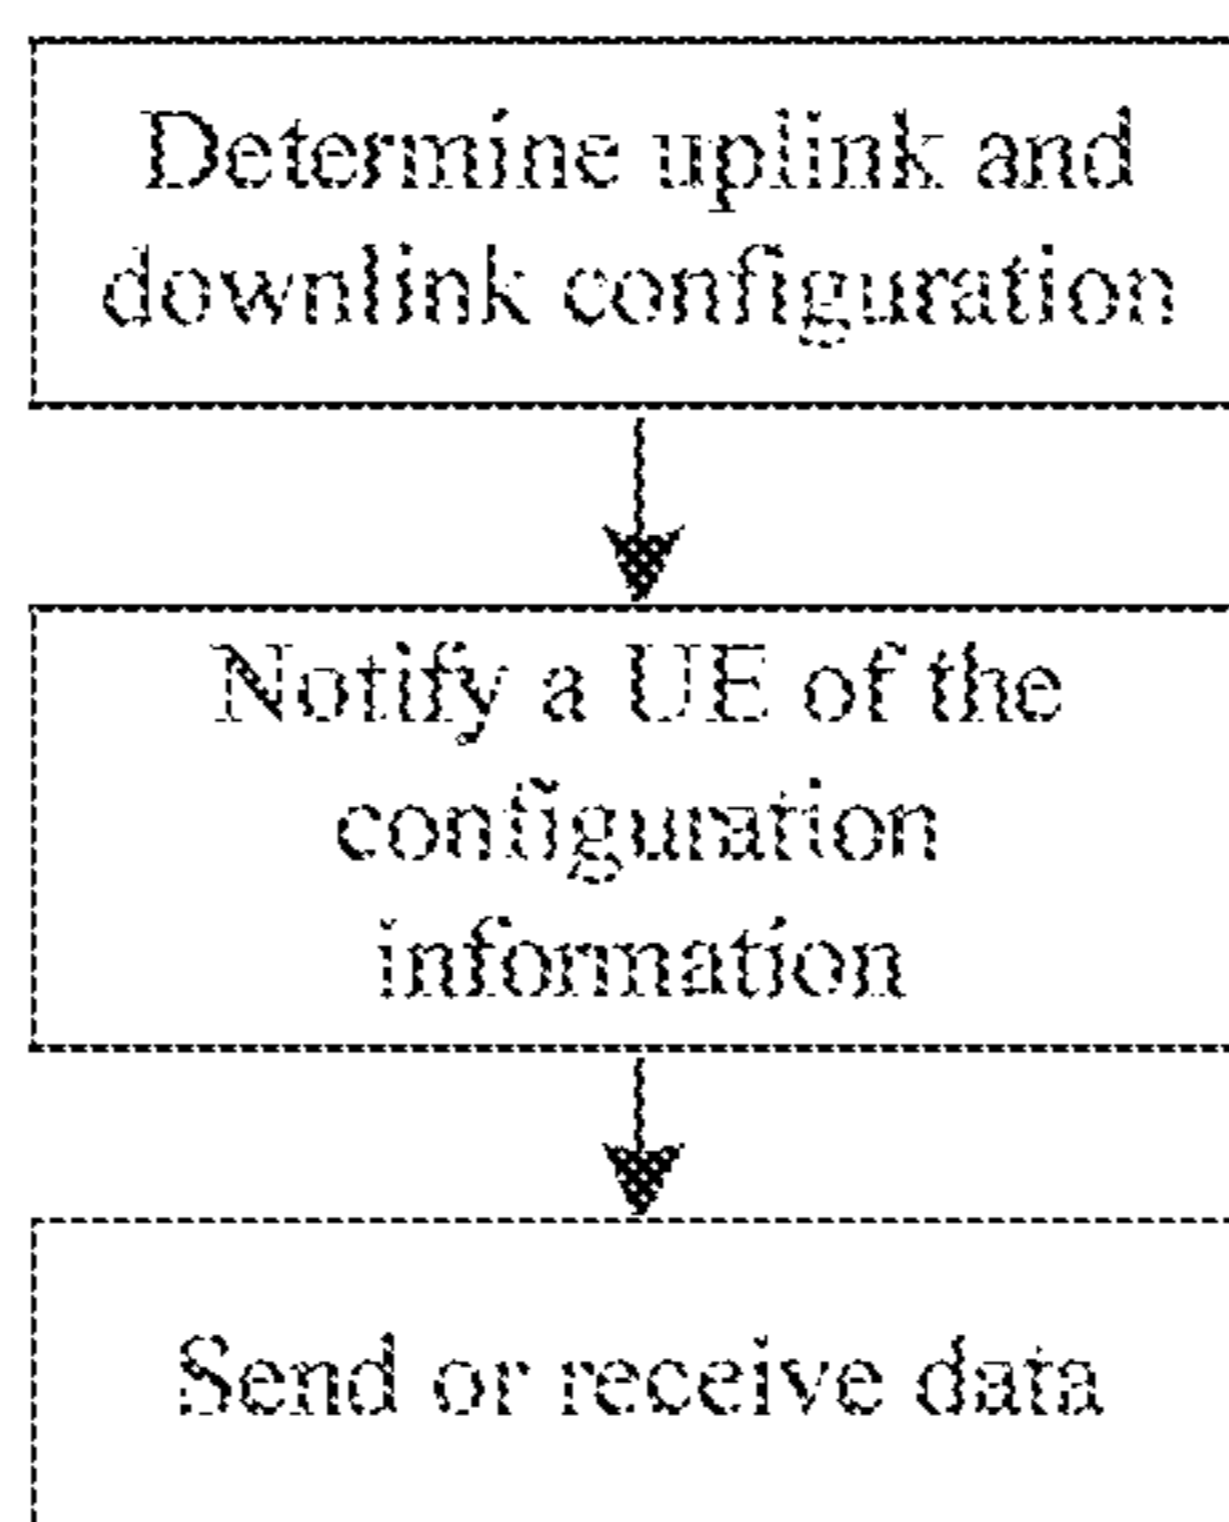 Determine uplink and
downlink configuration
Notify a UE of the
configuration
information
Send or receive data